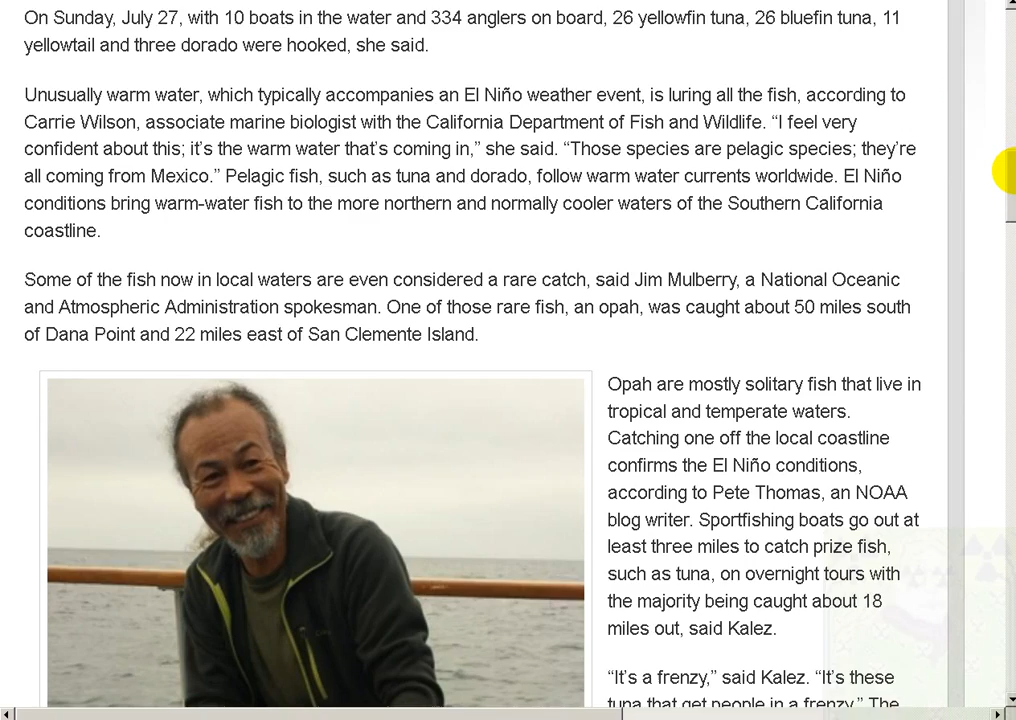 On Sunday, July 27, with 10 boats in the water and 334 anglers on board, 26 yellowfin tuna, 26 bluefin tuna, 11
yellowtail and three dorado were hooked, she said.
Unusually warm water, which typically accompanies an El Niño weather event, is luring all the fish, according to
Carrie Wilson, associate marine biologist with the California Department of Fish and Wildlife. “I feel very
confident about this; it’s the warm water that’s coming in,” she said. “Those species are pelagic species; they’re
all coming from Mexico.” Pelagic fish, such as tuna and dorado, follow warm water currents worldwide. El Niño
conditions bring warm-water fish to the more northern and normally cooler waters of the Southern California
coastline.
Some of the fish now in local waters are even considered a rare catch, said Jim Mulberry, a National Oceanic
and Atmospheric Administration spokesman. One of those rare fish, an opah, was caught about 50 miles south
of Dana Point and 22 miles east of San Clemente Island.
Opah are mostly solitary fish that live in
tropical and temperate waters.
Catching one off the local coastline
confirms the El Niño conditions,
according to Pete Thomas, an NOAA
blog writer. Sportfishing boats go out at
least three miles to catch prize fish,
such as tuna, on overnight tours with
the majority being caught about 18
miles out, said Kalez.
“It’s a frenzy,” said Kalez. “It’s these
tuna that get people in a frenzy.” The